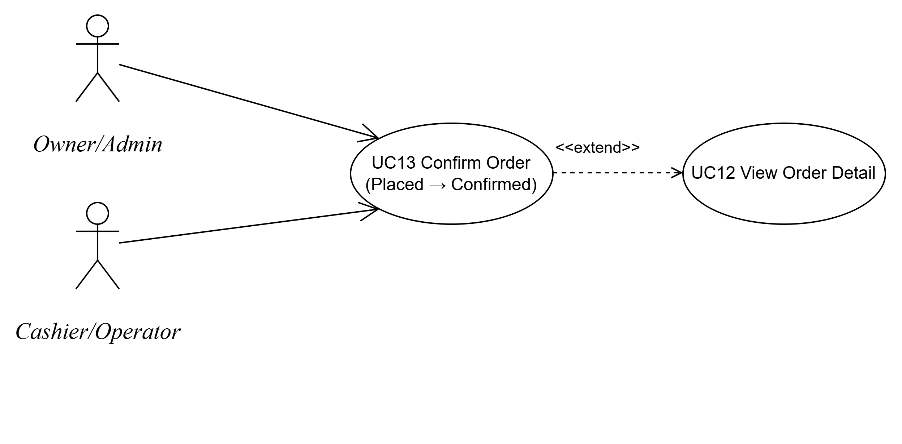 Owner/Admin
UC13 Confirm Order
(Placed → Confirmed)
<<extend>>
UC12 View Order Detail
Cashier/Operator